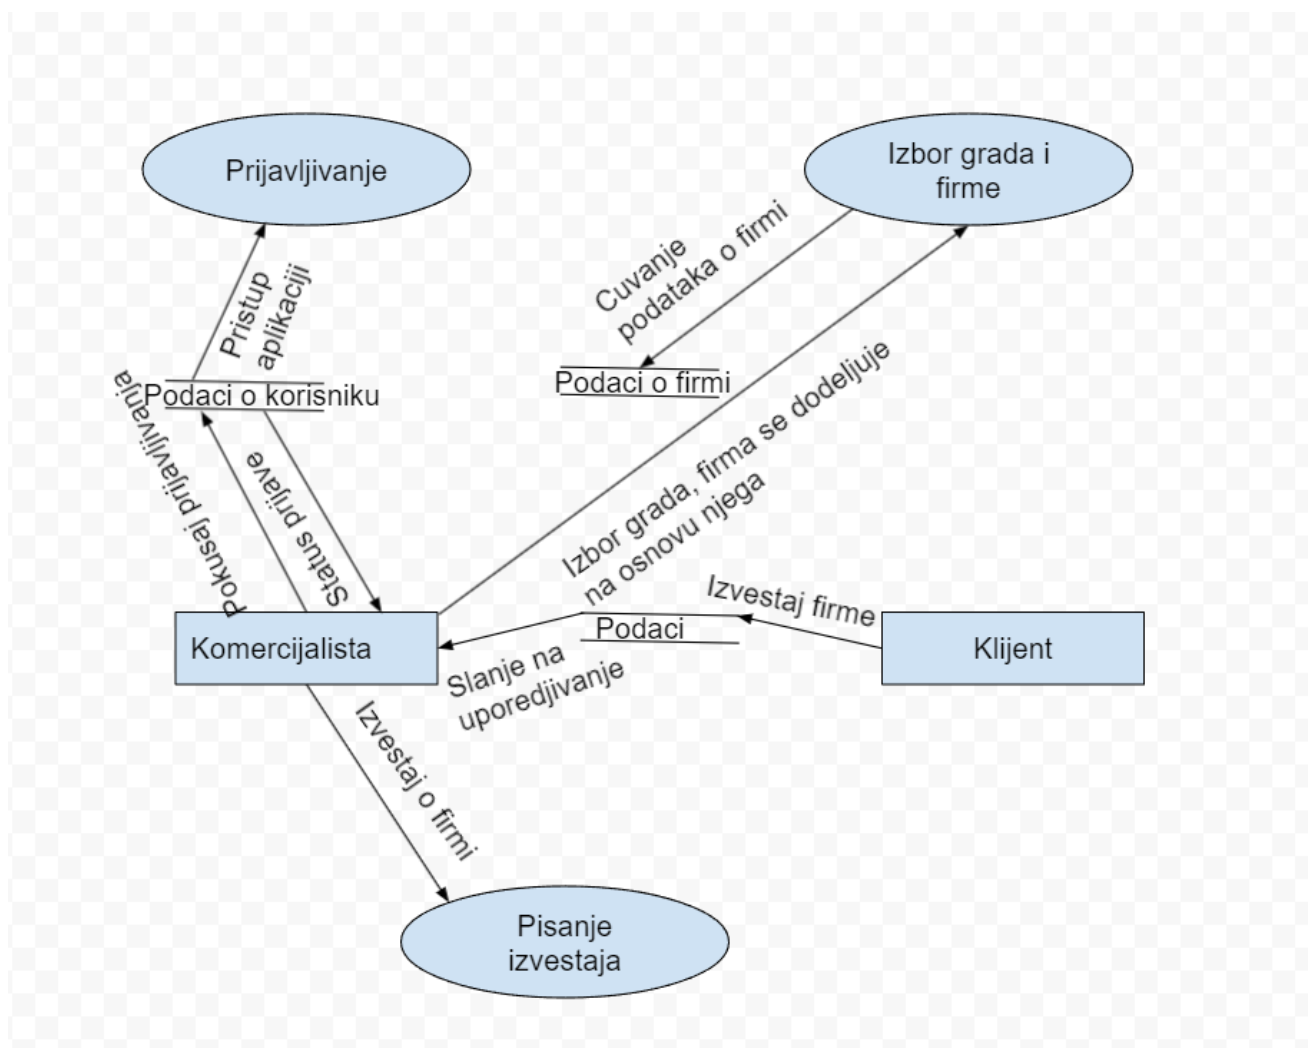 Prijavljivanje
Izbor grada i
firme
Cuvanje
podataka o firmi
Pristup
aplikaciji
Podaci o korisniku
Podaci o firmi
Pokusaj prijavljivanja
Status prijave
Izbor grada, firma se dodeljuje
na osnovu njega
Izvestaj firme
Podaci
Komercijalista
Klijent
Slanje na
uporedjivanje
Izvestaj o firmi
Pisanje
izvestaja